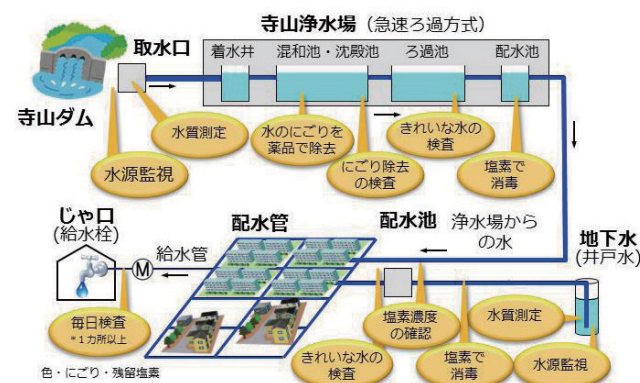 寺山浄水場（急速ろ過方式）
取水口
着水井
混和池・沈殿池
ろ過池
配水池
寺山ダム
水質測定
水源監視
水のにごりを
薬品で除去
にごり除去
の検査
きれいな水の
検査
塩素で
消毒
じゃ口
(給水栓)
給水管
M
配水管
配水池
浄水場から
の水
地下水
(井戸水)
毎日検査
*１カ所以上
色・にごり・残留塩素
きれいな水の
検査
塩素濃度
の確認
塩素で
消毒
水質測定
水源監視